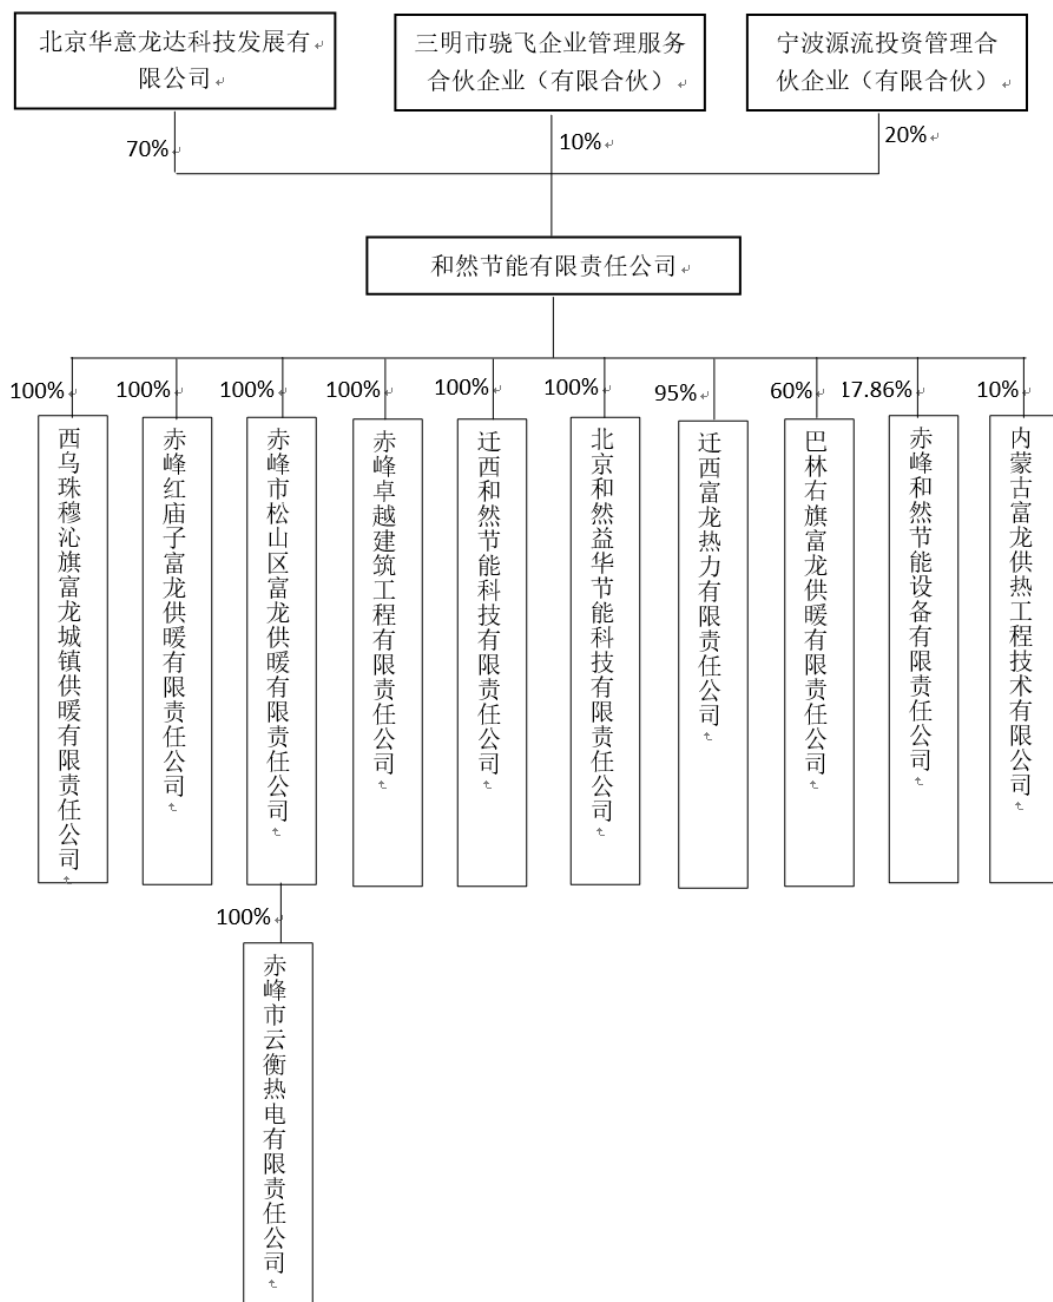 北京华意龙达科技发展有
限公司
三明市骁飞企业管理服务
合伙企业（有限合伙）
宁波源流投资管理合
伙企业（有限合伙）
70%
10%
20%
和然节能有限责任公司
100%
100%
100%
100%
100%
100%
95%
60%
17.86%
10%
西乌珠穆沁旗富龙城镇供暖有限责任公司
赤峰红庙子富龙供暖有限责任公司
赤峰市松山区富龙供暖有限责任公司
赤峰卓越建筑工程有限责任公司
迁西和然节能科技有限责任公司
北京和然益华节能科技有限责任公司
迁西富龙热力有限责任公司
巴林右旗富龙供暖有限责任公司
赤峰和然节能设备有限责任公司
内蒙古富龙供热工程技术有限公司
100%
赤峰市云衡热电有限责任公司